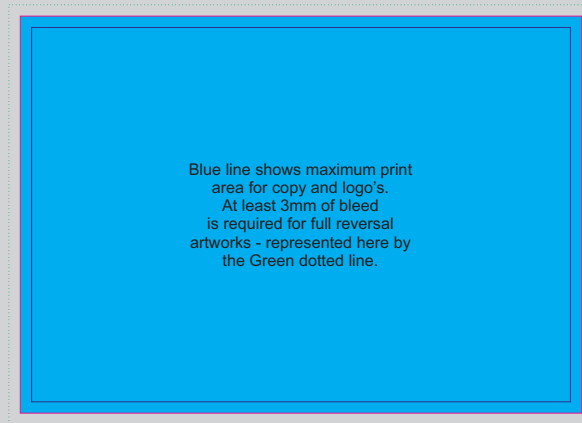 Blue line shows maximum print
area for copy and logo’s.
At least 3mm of bleed
is required for full reversal
artworks - represented here by
the Green dotted line.